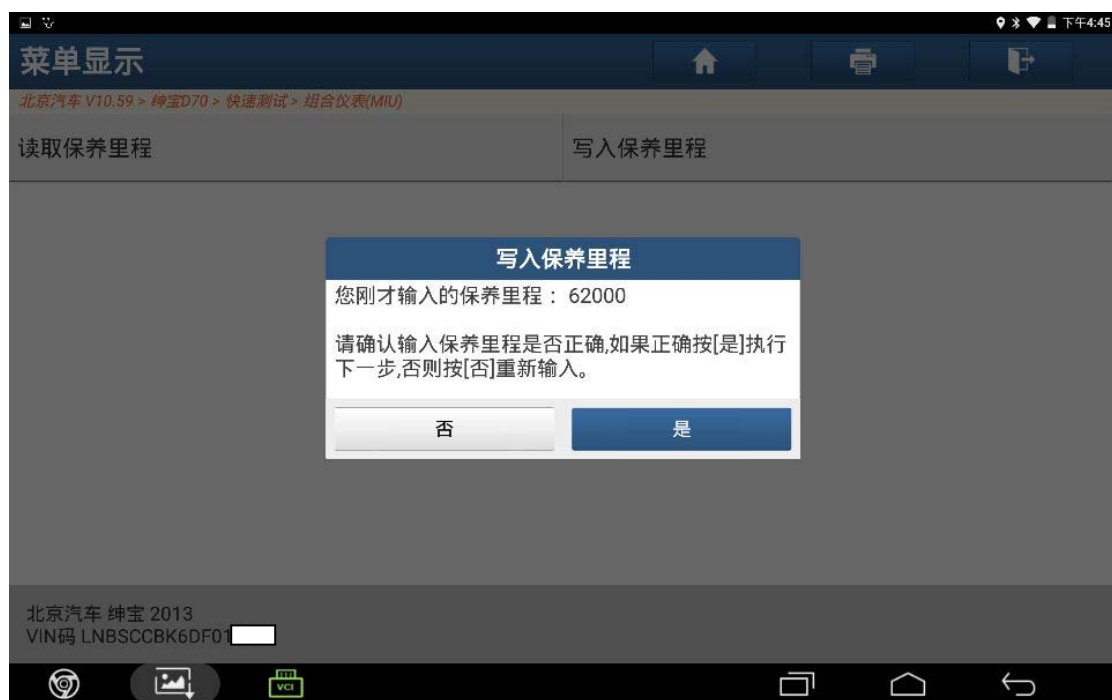 下午4:45
菜单显示
北京汽车 V10.59 > 绅宝D70 > 快速测试 > 组合仪表(MIU)
读取保养里程
写入保养里程
写入保养里程
您刚才输入的保养里程： 62000
请确认输入保养里程是否正确,如果正确按[是]执行
下一步,否则按[否]重新输入。
否
是
北京汽车 绅宝 2013
VIN码 LNBSCCBK6DF01
VCI